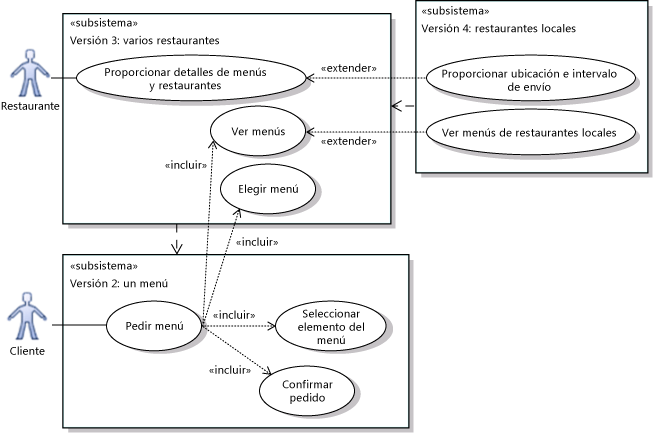 «subsistema»
Versión 3: varios restaurantes
Restaurante
Proporcionar detalles de menús
y restaurantes
«extender»
Ver menús
«extender»
«incluir»
Elegir menú
«incluir»
«subsistema»
Versión 4: restaurantes locales
Proporcionar ubicación e intervalo
de envío
Ver menús de restaurantes locales
«subsistema»
Versión 2: un menú
Cliente
Pedir menú
«incluir»
Seleccionar
elemento del
menú
«incluir»
Confirmar
pedido